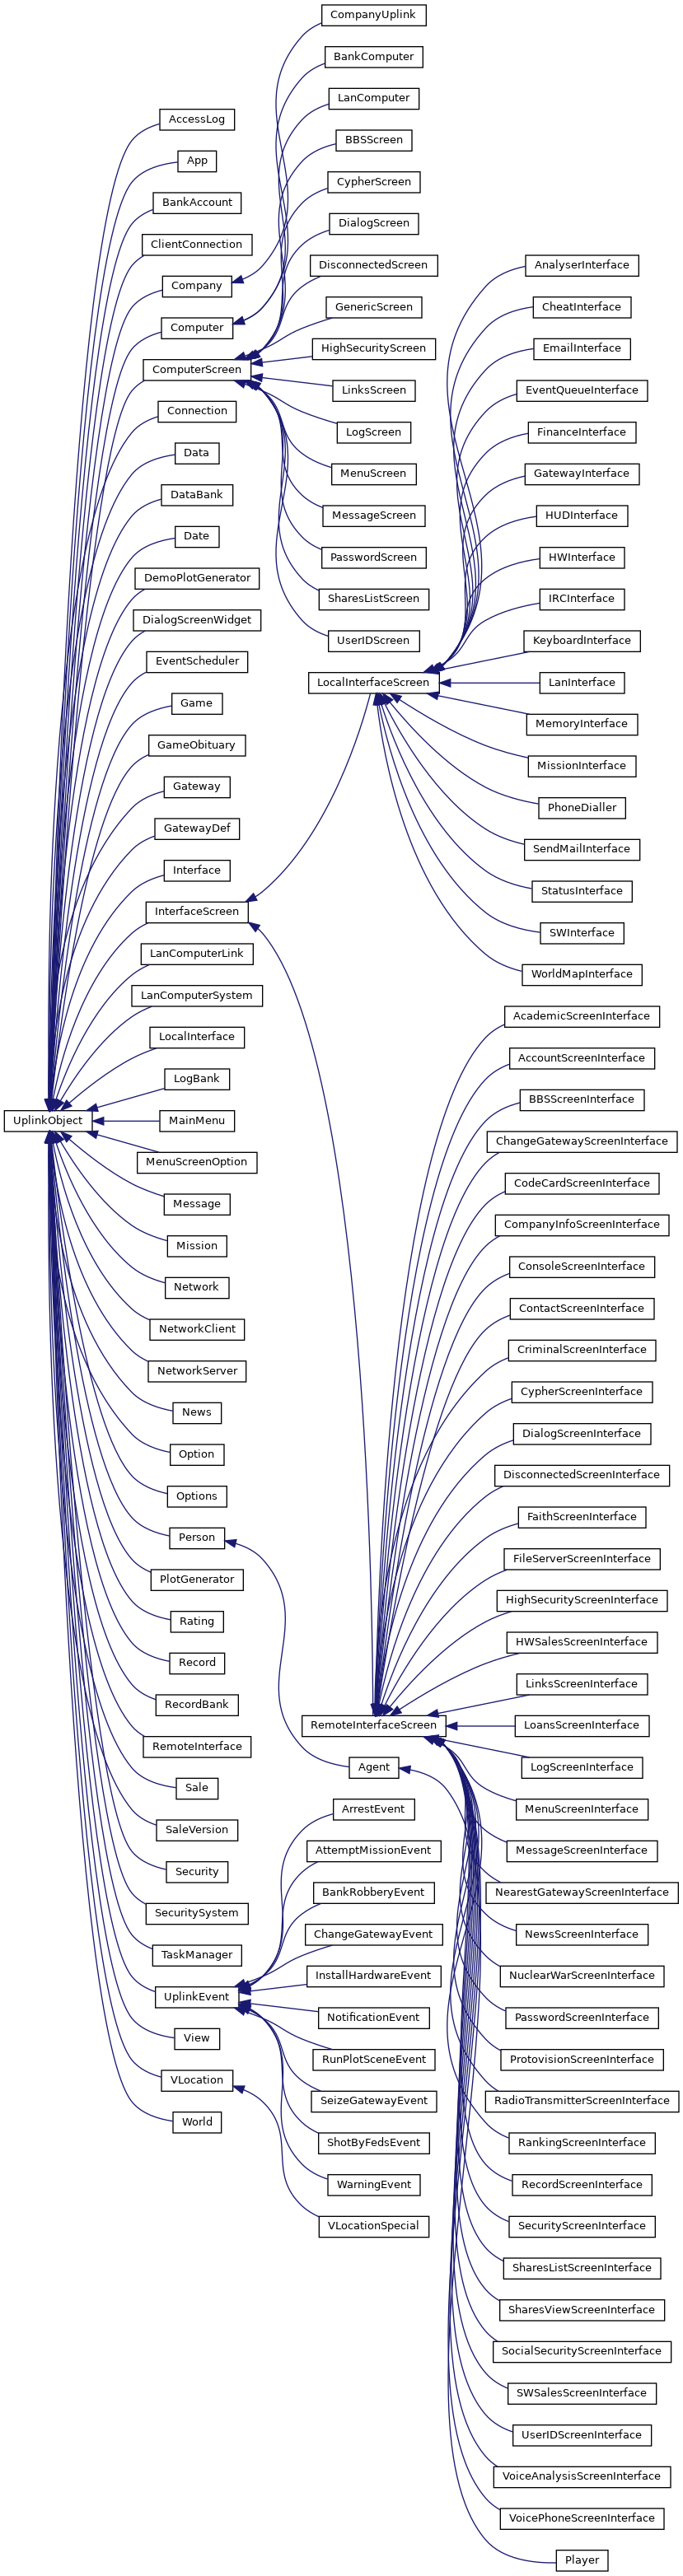 UplinkObject
AccessLog
App
BankAccount
ClientConnection
Company
Computer
ComputerScreen
Connection
Data
DataBank
Date
DemoPlotGenerator
DialogScreenWidget
EventScheduler
Game
GameObituary
Gateway
GatewayDef
Interface
InterfaceScreen
LanComputerLink
LanComputerSystem
LocalInterface
LogBank
MainMenu
MenuScreenOption
Message
Mission
Network
NetworkClient
NetworkServer
News
Option
Options
Person
PlotGenerator
Rating
Record
RecordBank
RemoteInterface
Sale
SaleVersion
Security
SecuritySystem
TaskManager
UplinkEvent
View
VLocation
World
CompanyUplink
BankComputer
LanComputer
BBSScreen
CypherScreen
DialogScreen
DisconnectedScreen
GenericScreen
HighSecurityScreen
LinksScreen
LogScreen
MenuScreen
MessageScreen
PasswordScreen
SharesListScreen
UserIDScreen
LocalInterfaceScreen
RemoteInterfaceScreen
Agent
ArrestEvent
AttemptMissionEvent
BankRobberyEvent
ChangeGatewayEvent
InstallHardwareEvent
NotificationEvent
RunPlotSceneEvent
SeizeGatewayEvent
ShotByFedsEvent
WarningEvent
VLocationSpecial
AnalyserInterface
CheatInterface
EmailInterface
EventQueueInterface
FinanceInterface
GatewayInterface
HUDInterface
HWInterface
IRCInterface
KeyboardInterface
LanInterface
MemoryInterface
MissionInterface
PhoneDialler
SendMailInterface
StatusInterface
SWInterface
WorldMapInterface
AcademicScreenInterface
AccountScreenInterface
BBSScreenInterface
ChangeGatewayScreenInterface
CodeCardScreenInterface
CompanyInfoScreenInterface
ConsoleScreenInterface
ContactScreenInterface
CriminalScreenInterface
CypherScreenInterface
DialogScreenInterface
DisconnectedScreenInterface
FaithScreenInterface
FileServerScreenInterface
HighSecurityScreenInterface
HWSalesScreenInterface
LinksScreenInterface
LoansScreenInterface
LogScreenInterface
MenuScreenInterface
MessageScreenInterface
NearestGatewayScreenInterface
NewsScreenInterface
NuclearWarScreenInterface
PasswordScreenInterface
ProtovisionScreenInterface
RadioTransmitterScreenInterface
RankingScreenInterface
RecordScreenInterface
SecurityScreenInterface
SharesListScreenInterface
SharesViewScreenInterface
SocialSecurityScreenInterface
SWSalesScreenInterface
UserIDScreenInterface
VoiceAnalysisScreenInterface
VoicePhoneScreenInterface
Player